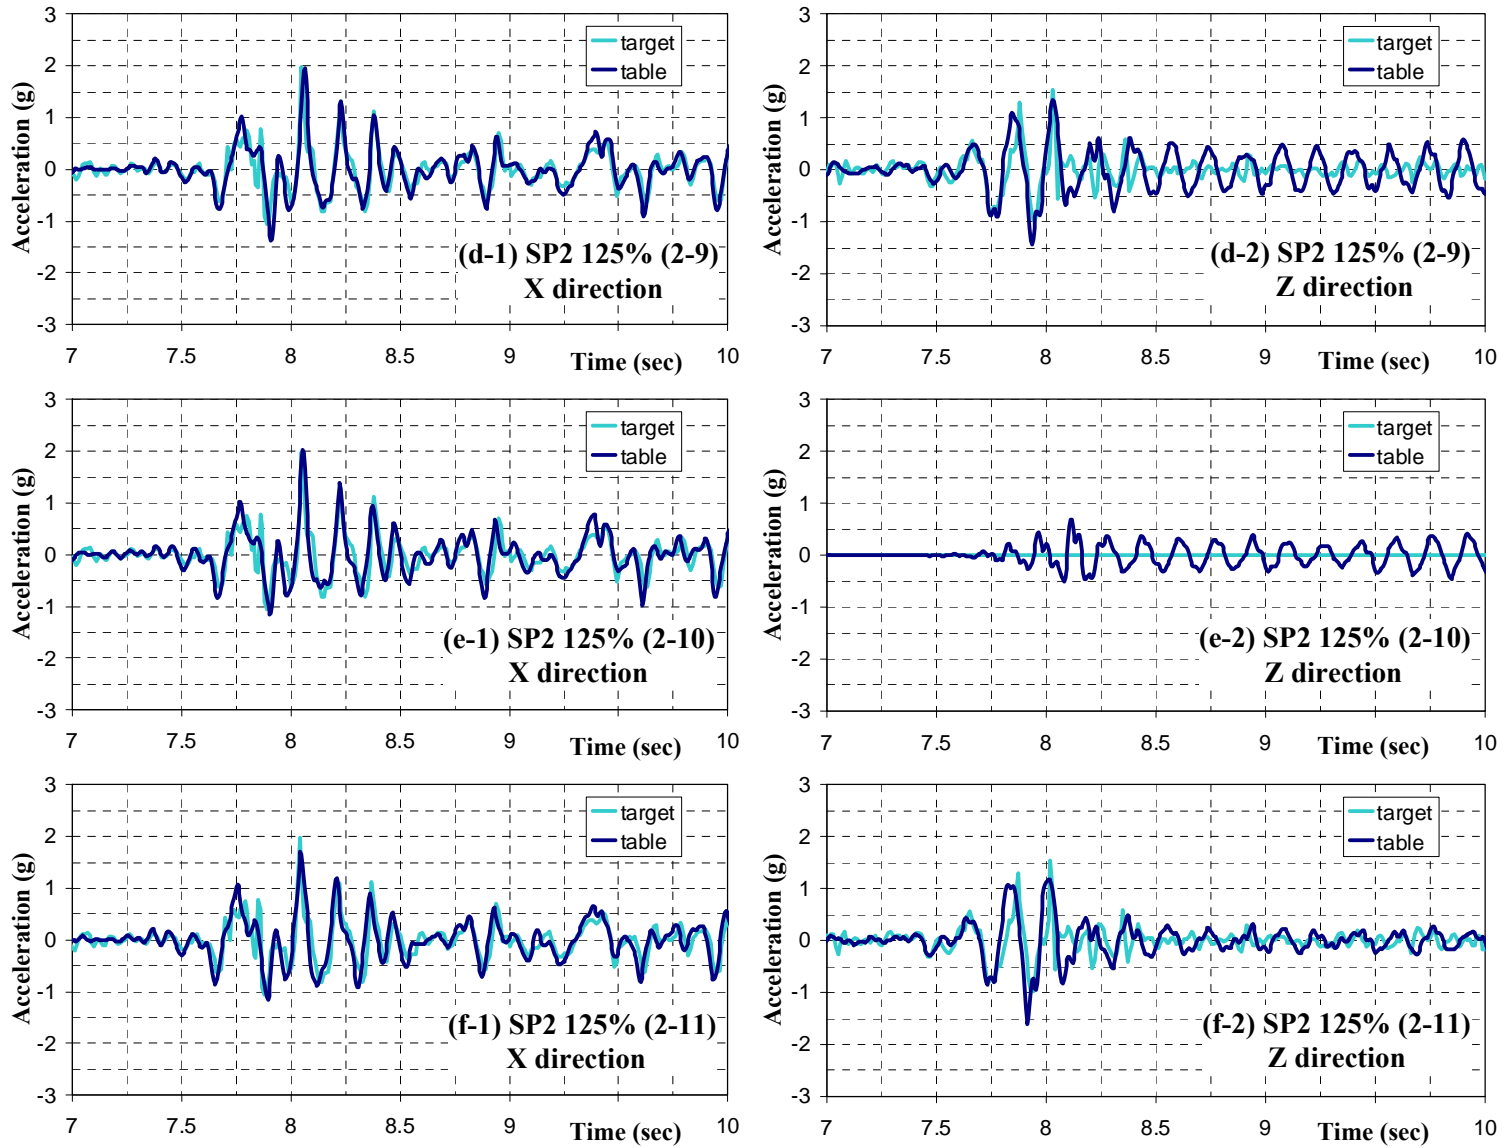 3
2
1
0
-1
-2
-3
Acceleration (g)
target
table
(d-1) SP2 125% (2-9)
X direction
7
7.5
8
8.5
9
Time (sec)
10
3
2
1
0
-1
-2
-3
Acceleration (g)
target
table
(d-2) SP2 125% (2-9)
Z direction
7
7.5
8
8.5
9
Time (sec)
10
3
2
1
0
-1
-2
-3
Acceleration (g)
target
table
(e-1) SP2 125% (2-10)
X direction
7
7.5
8
8.5
9
Time (sec)
10
3
2
1
0
-1
-2
-3
Acceleration (g)
target
table
(e-2) SP2 125% (2-10)
Z direction
7
7.5
8
8.5
9
Time (sec)
10
3
2
1
0
-1
-2
-3
Acceleration (g)
target
table
(f-1) SP2 125% (2-11)
X direction
7
7.5
8
8.5
9
Time (sec)
10
3
2
1
0
-1
-2
-3
Acceleration (g)
target
table
(f-2) SP2 125% (2-11)
Z direction
7
7.5
8
8.5
9
Time (sec)
10